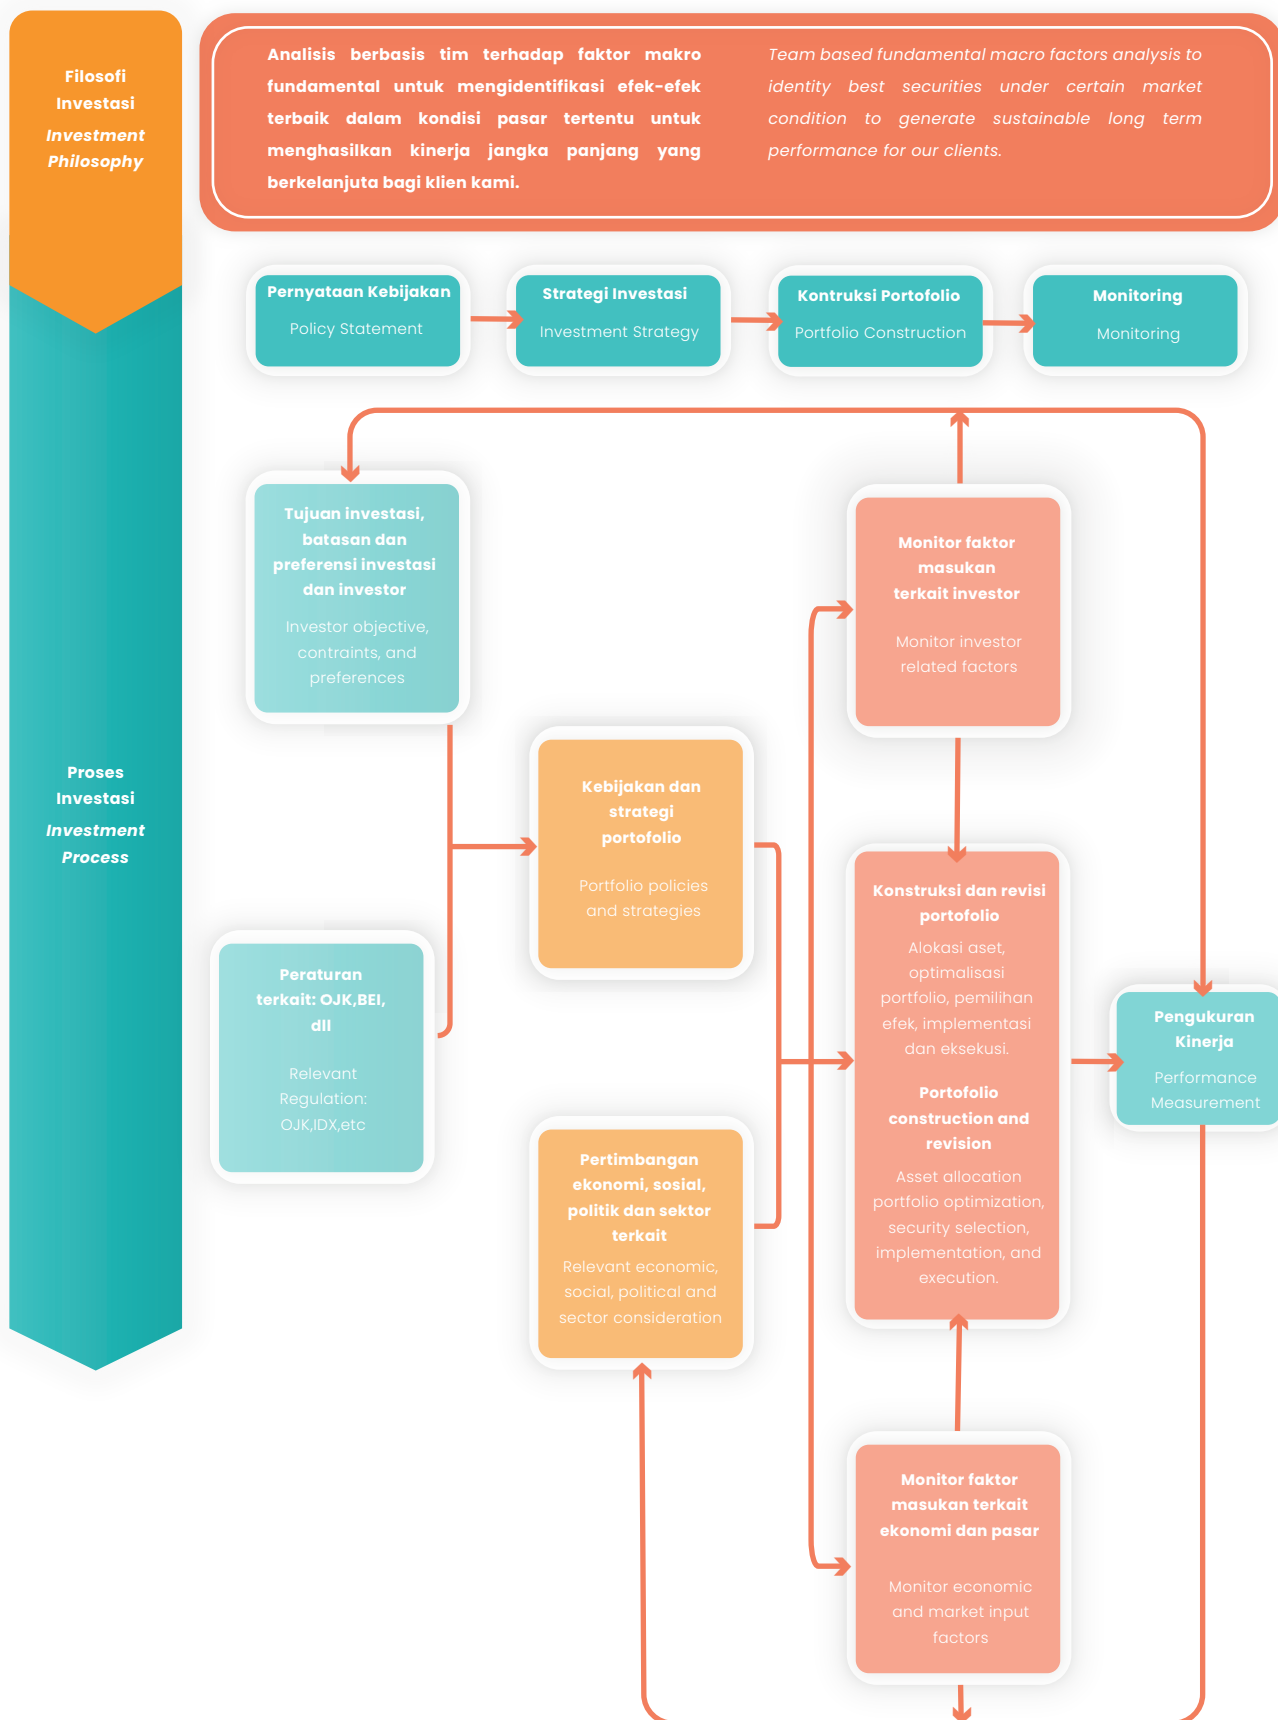 Filosofi
Investasi
Investment
Philosophy
Analisis berbasis tim terhadap faktor makro
fundamental untuk mengidentifikasi efek-efek
terbaik dalam kondisi pasar tertentu untuk
menghasilkan kinerja jangka panjang yang
berkelanjuta bagi klien kami.
Team based fundamental macro factors analysis to
identity best securities under certain market
condition to generate sustainable long term
performance for our clients.
Pernyataan Kebijakan
Policy Statement
Strategi Investasi
Investment Strategy
Kontruksi Portofolio
Portfolio Construction
Monitoring
Monitoring
Tujuan investasi,
batasan dan
preferensi investasi
dan investor
Investor objective,
contraints, and
preferences
Monitor faktor
masukan
terkait investor
Monitor investor
related factors
Proses
Investasi
Investment
Process
Kebijakan dan
strategi
portofolio
Portfolio policies
and strategies
Konstruksi dan revisi
portofolio
Alokasi aset,
optimalisasi
portfolio, pemilihan
efek, implementasi
dan eksekusi.
Portofolio
construction and
revision
Asset allocation
portfolio optimization,
security selection,
implementation, and
execution.
Peraturan
terkait: OJK,BEI,
dll
Relevant
Regulation:
OJK,IDX,etc
Pengukuran
Kinerja
Performance
Measurement
Pertimbangan
ekonomi, sosial,
politik dan sektor
terkait
Relevant economic,
social, political and
sector consideration
Monitor faktor
masukan terkait
ekonomi dan pasar
Monitor economic
and market input
factors